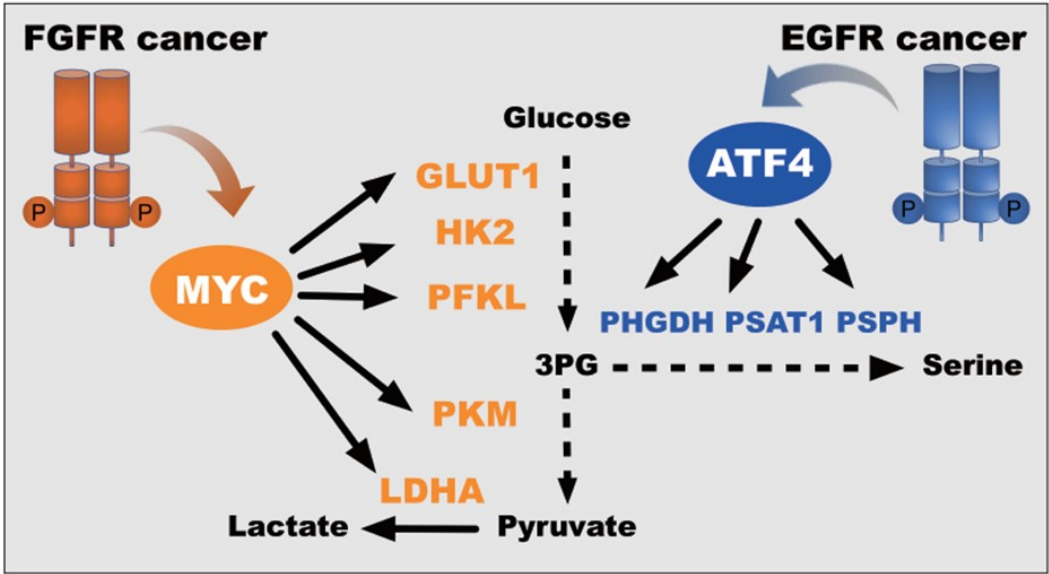 FGFR cancer
EGFR cancer
Glucose
ATF4
GLUT1
HK2
P
P
P
P
MYC
PFKL
PHGDH PSAT1 PSPH
3PG
Serine
PKM
LDHA
Lactate
Pyruvate